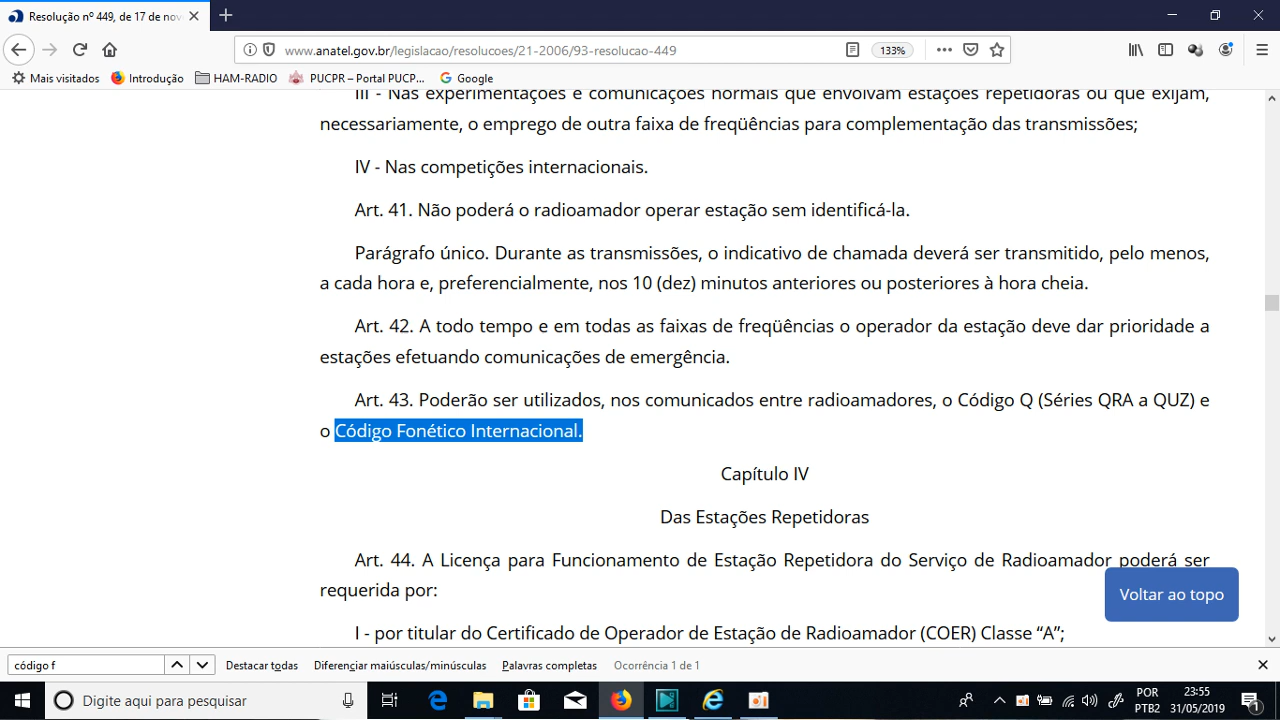 Resolução nº 449, de 17 de nov
www.anatel.gov.br/legislacao/resolucoes/21-2006/93-resolucao-449
133%
Mais visitados Introdução HAM-RADIO PUCPR – Portal PUCP... Google
III - Nas experimentações e comunicações normais que envolvam estações repetidoras ou que exijam,
necessariamente, o emprego de outra faixa de freqüências para complementação das transmissões;
IV - Nas competições internacionais.
Art. 41. Não poderá o radioamador operar estação sem identificá-la.
Parágrafo único. Durante as transmissões, o indicativo de chamada deverá ser transmitido, pelo menos,
a cada hora e, preferencialmente, nos 10 (dez) minutos anteriores ou posteriores à hora cheia.
Art. 42. A todo tempo e em todas as faixas de freqüências o operador da estação deve dar prioridade a
estações efetuando comunicações de emergência.
Art. 43. Poderão ser utilizados, nos comunicados entre radioamadores, o Código Q (Séries QRA a QUZ) e
o Código Fonético Internacional.
Capítulo IV
Das Estações Repetidoras
Art. 44. A Licença para Funcionamento de Estação Repetidora do Serviço de Radioamador poderá ser
requerida por:
Voltar ao topo
I - por titular do Certificado de Operador de Estação de Radioamador (COER) Classe “A”;
código f Destacar todas Diferençiar maiúsculas/minúsculas Palavras completas Ocorrência 1 de 1
Digite aqui para pesquisar
POR 23:55
PTB2 31/05/2019
1